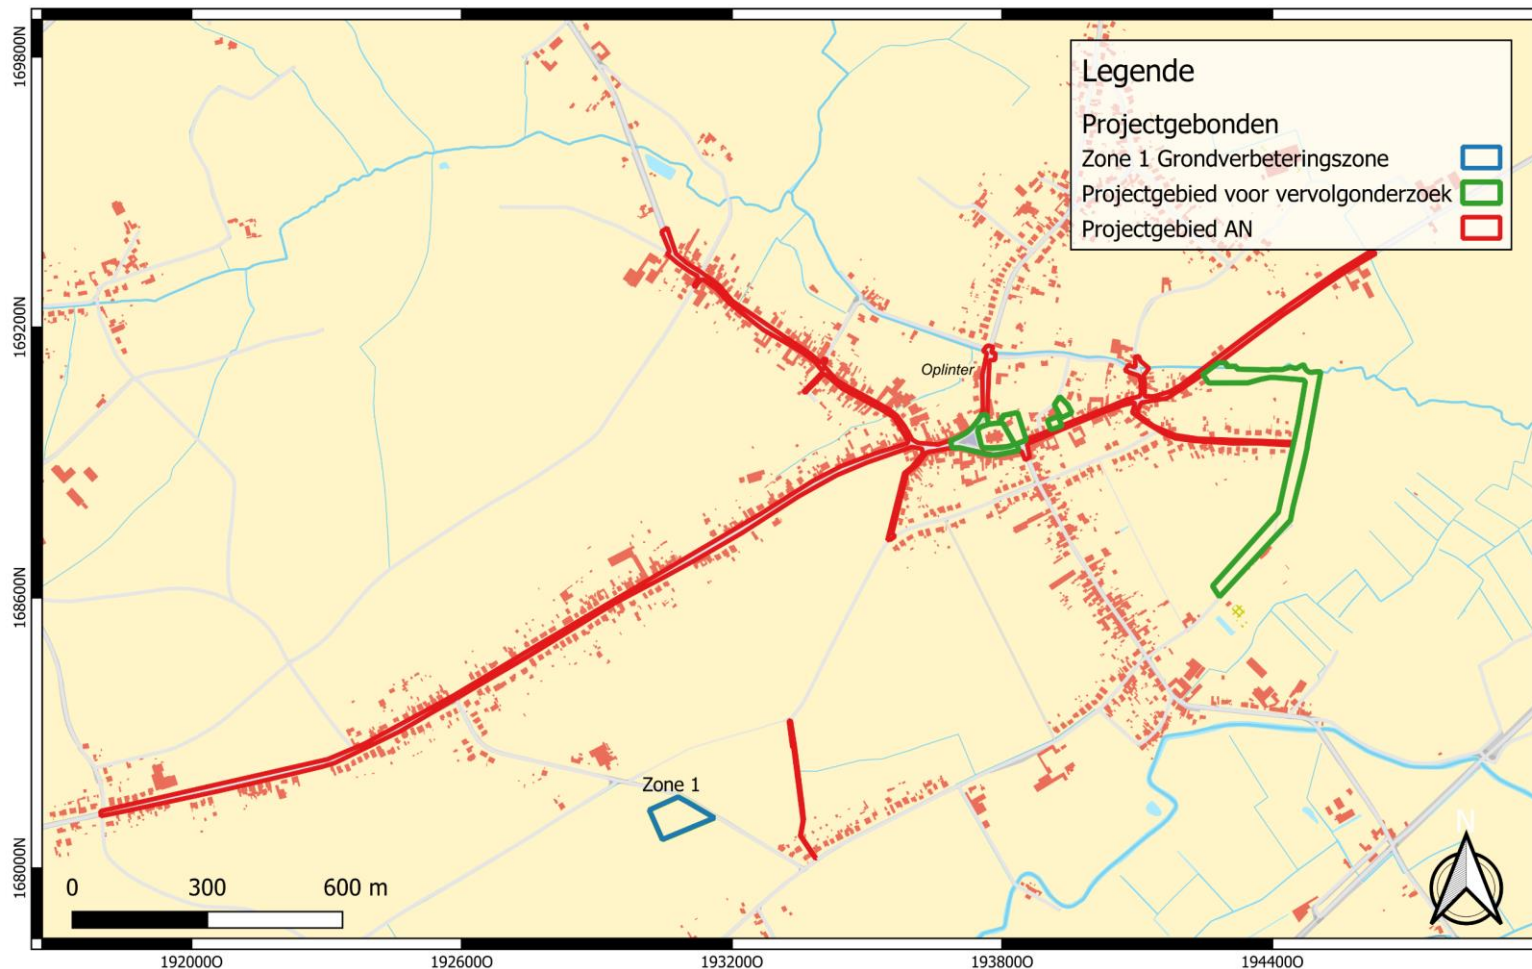 Legende
Projectgebonden
Zone 1 Grondverbeteringszone
Projectgebied voor vervolgonderzoek
Projectgebied AN
169800N
169200N
168600N
168000N
Oplinter
Zone 1
N
0 300 600 m
192000O 192600O 193200O 193800O 194400O